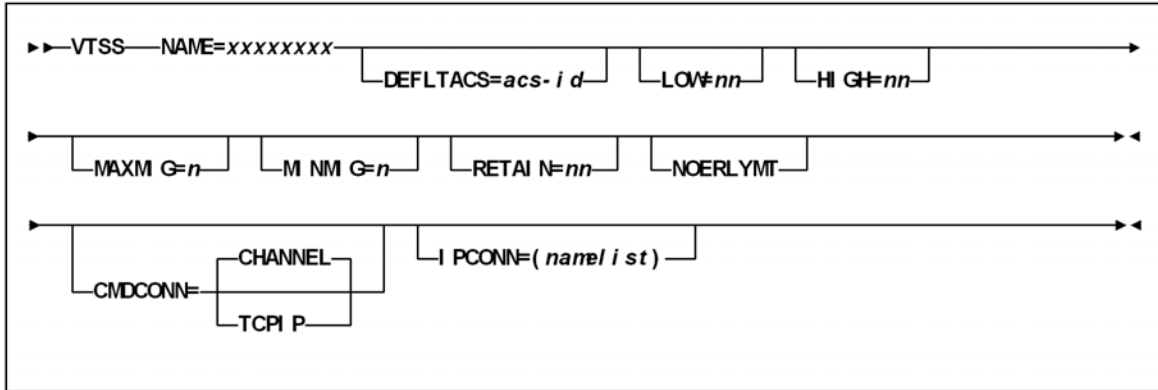 VTSS NAME=xxxxxxxx
DEFLTACS=acs-id LOW=nn HIGH=nn
MAXMIG=n MINMIG=n RETAIN=nn NOERLYMT
CHANNEL
IPCONN=(namelist)
CMDCONN=
TCPIP